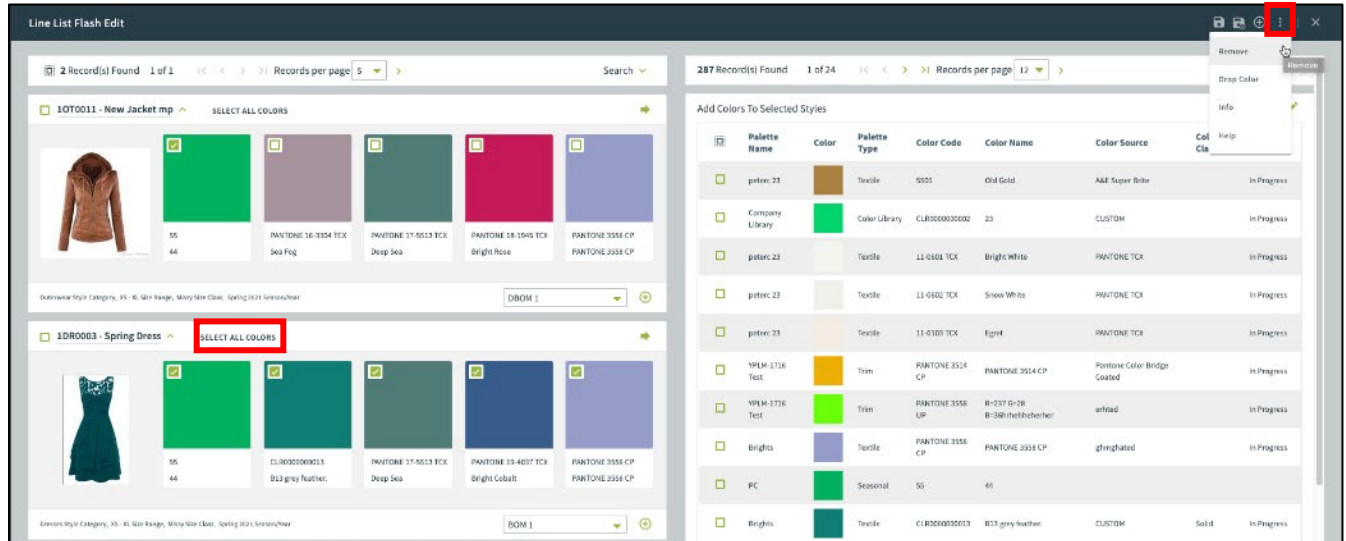 Line List Flash Edit
Remove
Remove
Drop Color
Info
Help
2 Record(s) Found 1 of 1 Records per page 5 Search
287 Record(s) Found 1 of 24 Records per page 12
1OT0011 - New Jacket mp SELECT ALL COLORS
55
44
PANTONE 16-3304 TCX
Sea Fog
PANTONE 17-5513 TCX
Deep Sea
PANTONE 18-1945 TCX
Bright Rose
PANTONE 3558 CP
PANTONE 3558 CP
Outerwear Style Category, XS - XL Size Range, Missy Size Class, Spring 2021 Season/Year
DBOM 1
1DR0003 - Spring Dress SELECT ALL COLORS
55
44
CLR0000000013
B13 grey feather.
PANTONE 17-5513 TCX
Deep Sea
PANTONE 19-4037 TCX
Bright Cobalt
PANTONE 3558 CP
PANTONE 3558 CP
Dresses Style Category, XS - XL Size Range, Missy Size Class, Spring 2021 Season/Year
BOM 1
Add Colors To Selected Styles
Palette Name Color Palette Type Color Code Color Name Color Source
peterc 23 Textile 5501 Old Gold A&E Super Brite In Progress
Company Library Color Library CLR0000000002 23 CUSTOM In Progress
peterc 23 Textile 11-0601 TCX Bright White PANTONE TCX In Progress
peterc 23 Textile 11-0602 TCX Snow White PANTONE TCX In Progress
peterc 23 Textile 11-0103 TCX Egret PANTONE TCX In Progress
YPLM-1716 Test Trim PANTONE 3514 CP PANTONE 3514 CP Pantone Color Bridge Coated In Progress
YPLM-1716 Test Trim PANTONE 3558 UP R=237 G=28 In Progress
Brights Textile PANTONE 3558 CP PANTONE 3558 CP ghmghated In Progress
PC Seasonal 55 44 In Progress
Brights Textile CLR0000000013 B13 grey feather. CUSTOM Solid In Progress